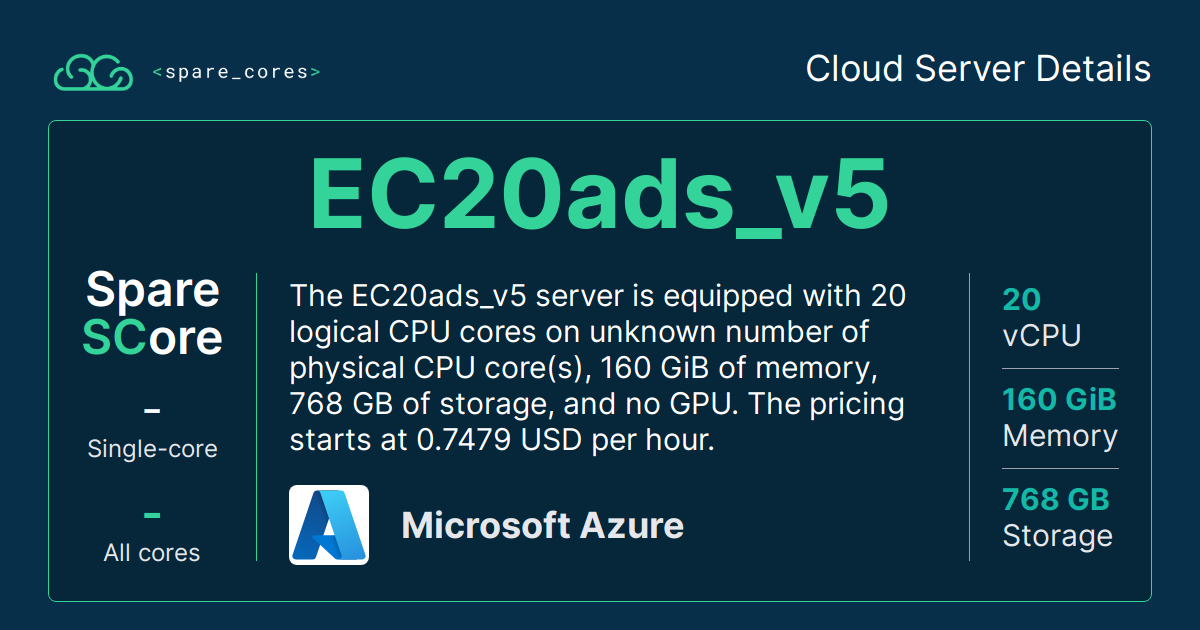 <spare_cores>
Cloud Server Details
EC20ads_v5
Spare
SCore
–
Single-core
–
All cores
The EC20ads_v5 server is equipped with 20
logical CPU cores on unknown number of
physical CPU core(s), 160 GiB of memory,
768 GB of storage, and no GPU. The pricing
starts at 0.7479 USD per hour.
Microsoft Azure
20
vCPU
160 GiB
Memory
768 GB
Storage